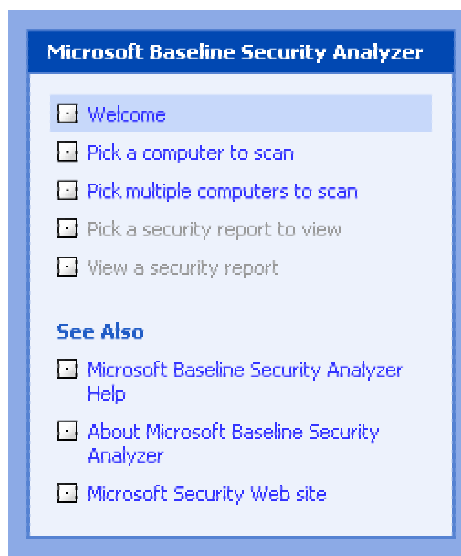 Microsoft Baseline Security Analyzer
Welcome
Pick a computer to scan
Pick multiple computers to scan
Pick a security report to view
View a security report
See Also
Microsoft Baseline Security Analyzer
Help
About Microsoft Baseline Security
Analyzer
Microsoft Security Web site